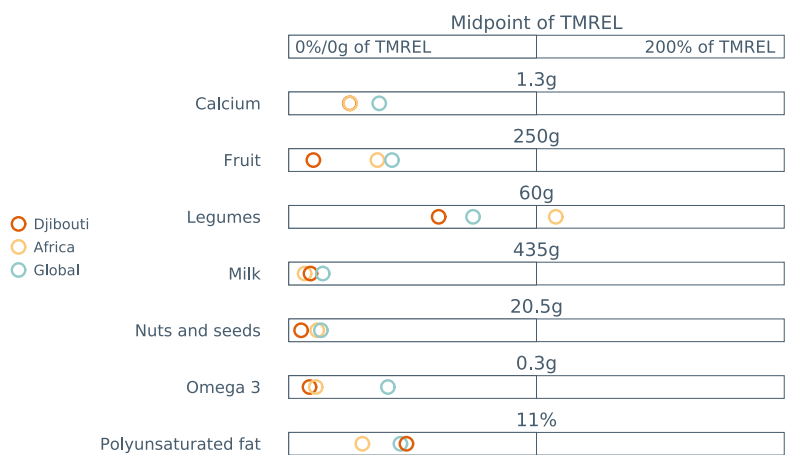 Midpoint of TMREL
0%/0g of TMREL 200% of TMREL
1.3g
Calcium
250g
Fruit
60g
Legumes
435g
Milk
20.5g
Nuts and seeds
0.3g
Omega 3
11%
Polyunsaturated fat
Djibouti
Africa
Global